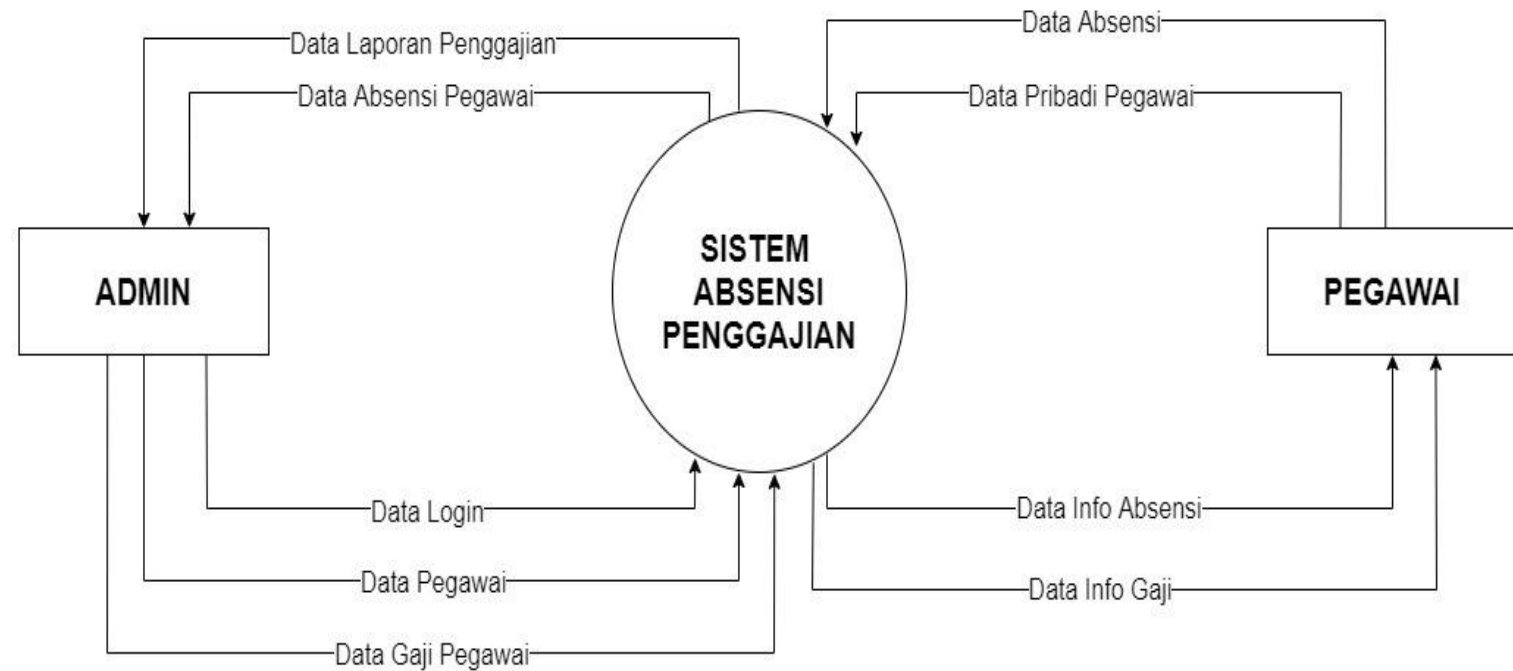 Data Laporan Penggajian
Data Absensi Pegawai
Data Absensi
Data Pribadi Pegawai
ADMIN
SISTEM
ABSENSI
PENGGAJIAN
PEGAWAI
Data Login
Data Pegawai
Data Gaji Pegawai
Data Info Absensi
Data Info Gaji